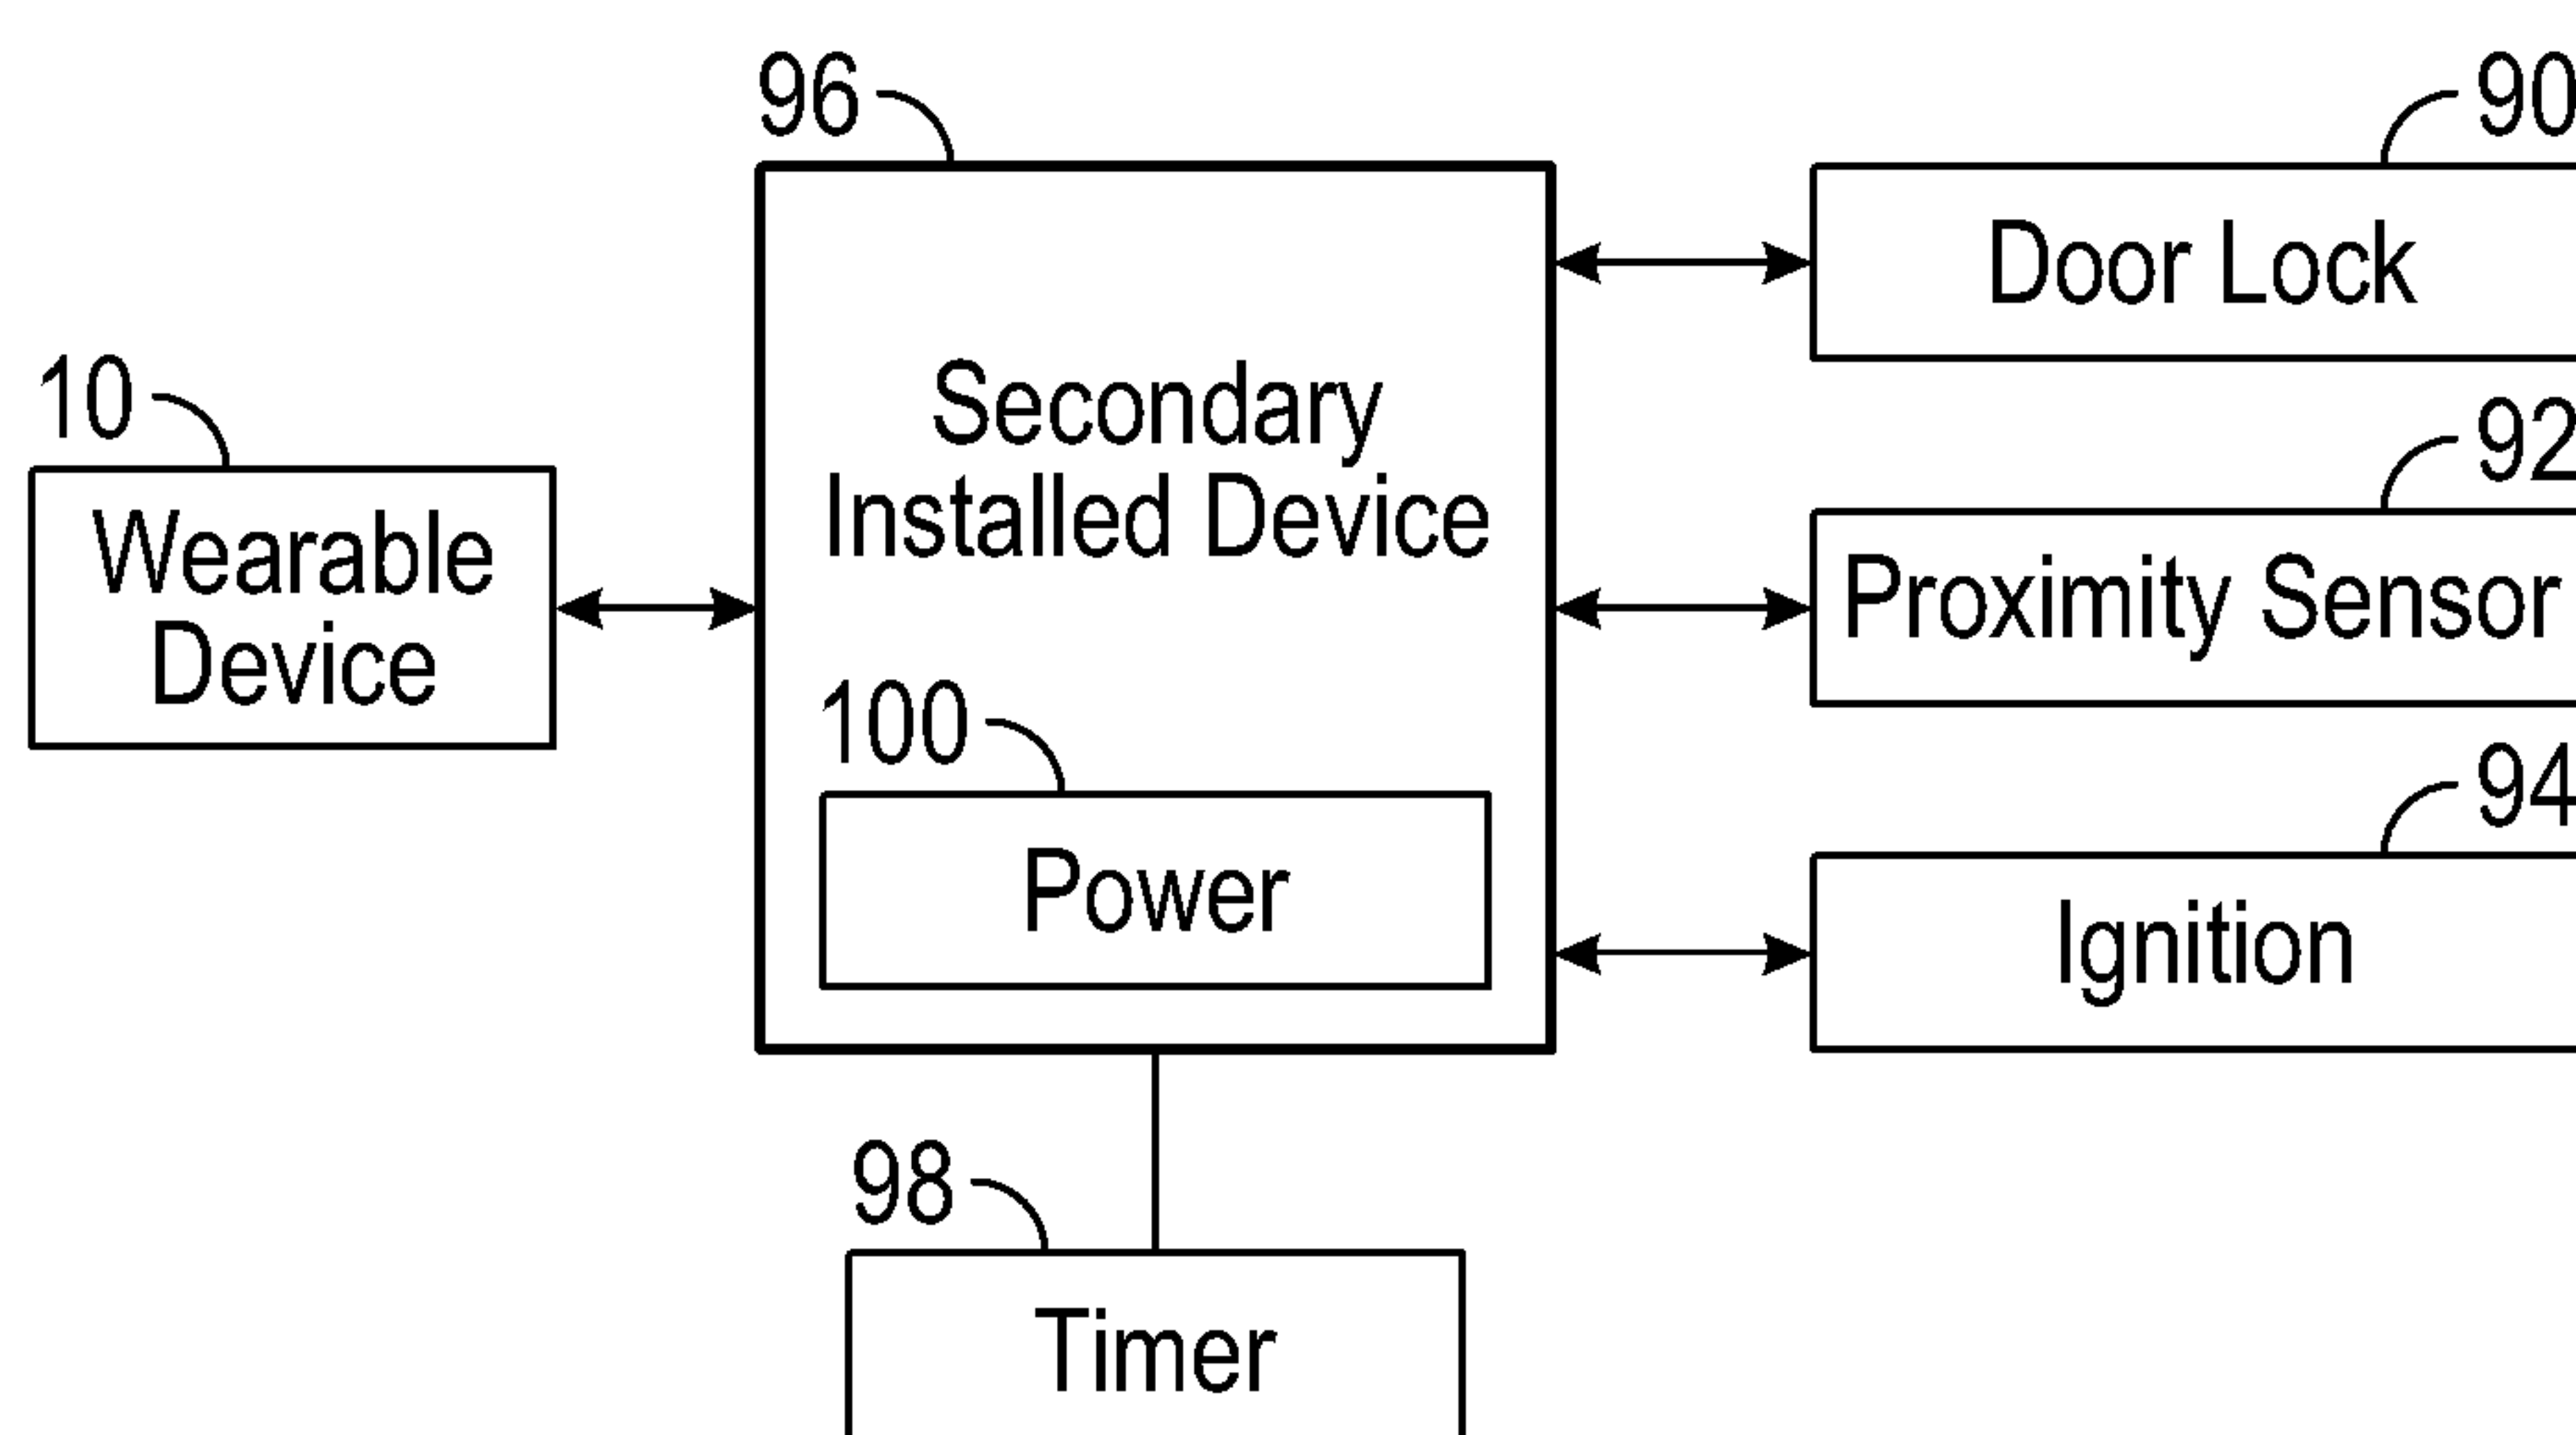 96
90
Door Lock
10
Wearable
Device
Secondary
Installed Device
92
Proximity Sensor
100
Power
94
Ignition
98
Timer